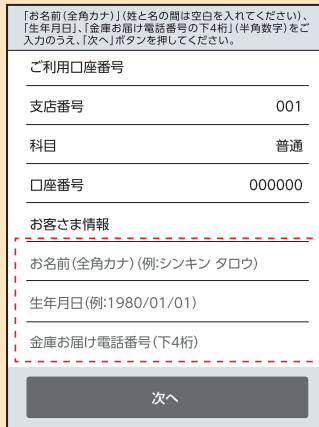 「お名前(全角カナ)」(姓と名の間は空白を入れてください)、
「生年月日」、「金庫お届け電話番号の下4桁」(半角数字)をご
入力のうえ、「次へ」ボタンを押してください。
ご利用口座番号
支店番号 001
科目 普通
口座番号 000000
お客さま情報
お名前(全角カナ)(例:シンキン タロウ)
生年月日(例:1980/01/01)
金庫お届け電話番号(下4桁)
次へ